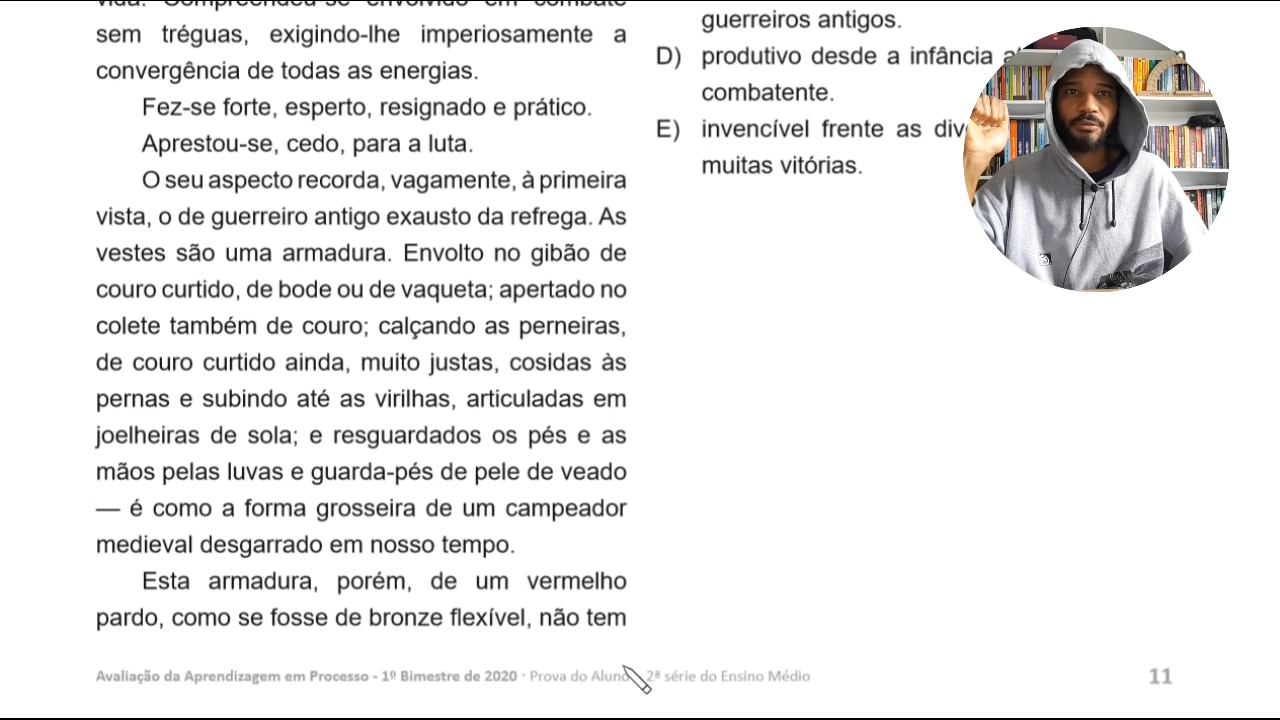 sem tréguas, exigindo-lhe imperiosamente a
convergência de todas as energias.
Fez-se forte, esperto, resignado e prático.
Aprestou-se, cedo, para a luta.
O seu aspecto recorda, vagamente, à primeira
vista, o de guerreiro antigo exausto da refrega. As
vestes são uma armadura. Envolto no gibão de
couro curtido, de bode ou de vaqueta; apertado no
colete também de couro; calçando as perneiras,
de couro curtido ainda, muito justas, cosidas às
pernas e subindo até as virilhas, articuladas em
joelheiras de sola; e resguardados os pés e as
mãos pelas luvas e guarda-pés de pele de veado
— é como a forma grosseira de um campeador
medieval desgarrado em nosso tempo.
Esta armadura, porém, de um vermelho
pardo, como se fosse de bronze flexível, não tem
guerreiros antigos.
D) produtivo desde a infância
combatente.
E) invencível frente as
muitas vitórias.
Avaliação da Aprendizagem em Processo - 1º Bimestre de 2020 · Prova do Aluno 2ª série do Ensino Médio
11